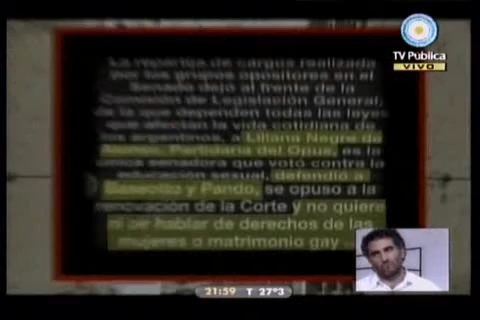 TV Pública
VIVO
La repartija de cargos realizada
por los grupos opositores en el
Senado dejó al frente de la
Comisión de Legislación General,
de la que dependen todas las leyes
que afectan la vida cotidiana de
los argentinos, a Liliana Negre de
Alonso. Partidaria del Opus, es la
única senadora que votó contra la
educación sexual, defendió a
Baseotto y Pando, se opuso a la
renovación de la Corte y no quiere
ni oír hablar de derechos de las
mujeres o matrimonio gay ...
21:59 T 27°3